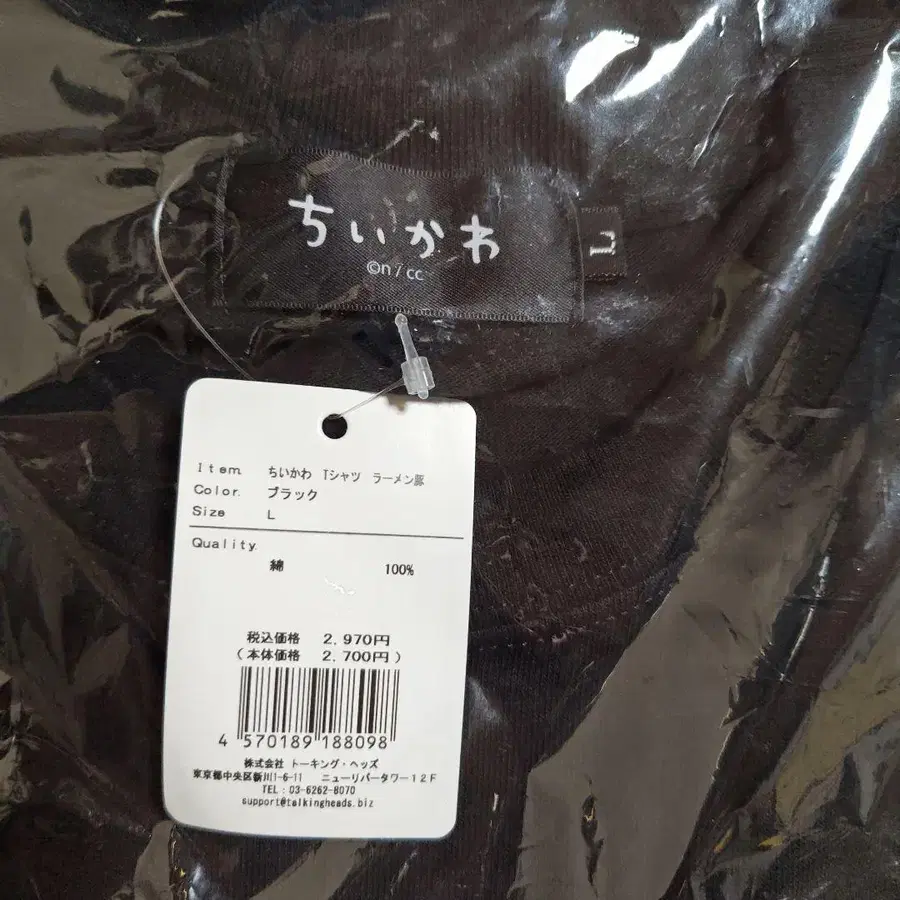 ちいかわ
©n/cc
L
Item. ちいかわ Tシャツ ラーメン豚
Color. ブラック
Size L
Quality.
綿 100%
税込価格 2,970円
(本体価格 2,700円)
4 570189 188098
株式会社 トーキング・ヘッズ
東京都中央区新川1-6-11 ニューリバータワー12F
TEL:03-6262-8070
support@talkingheads.biz